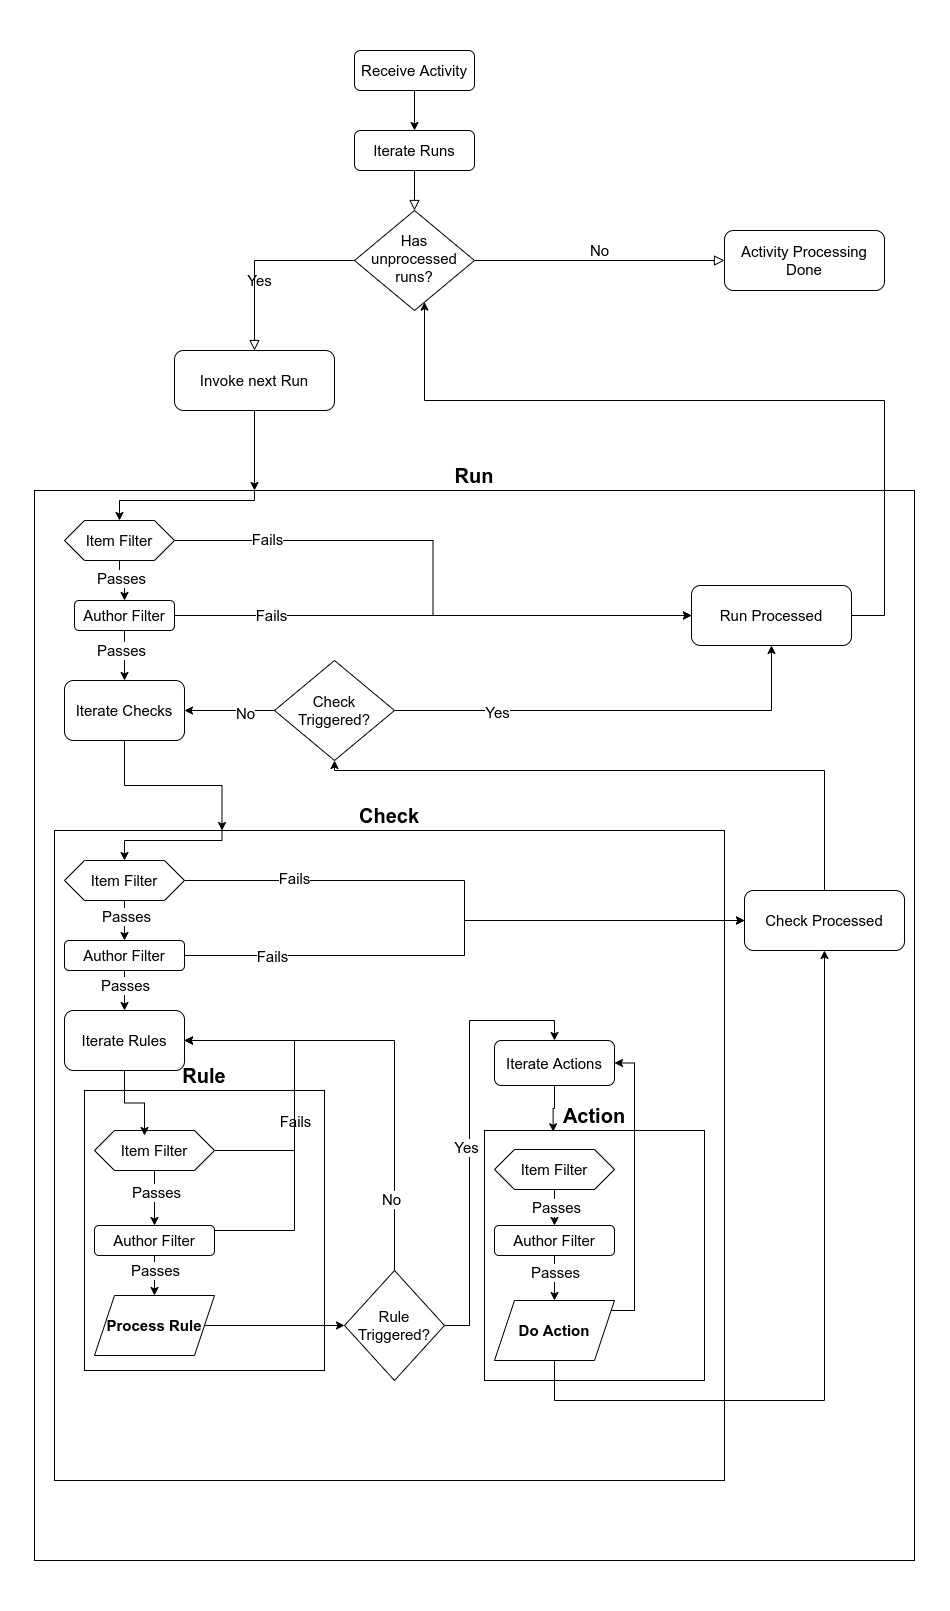 Receive Activity
Iterate Runs
Has
unprocessed
runs?
No
Activity Processing
Done
Yes
Invoke next Run
Run
Item Filter
Fails
Passes
Author Filter
Fails
Run Processed
Passes
Iterate Checks
No
Check
Triggered?
Yes
Check
Item Filter
Fails
Passes
Check Processed
Author Filter
Fails
Passes
Iterate Rules
Iterate Actions
Rule
Action
Fails
Item Filter
Yes
Item Filter
Passes
No
Passes
Author Filter
Author Filter
Passes
Passes
Process Rule
Rule
Triggered?
Do Action